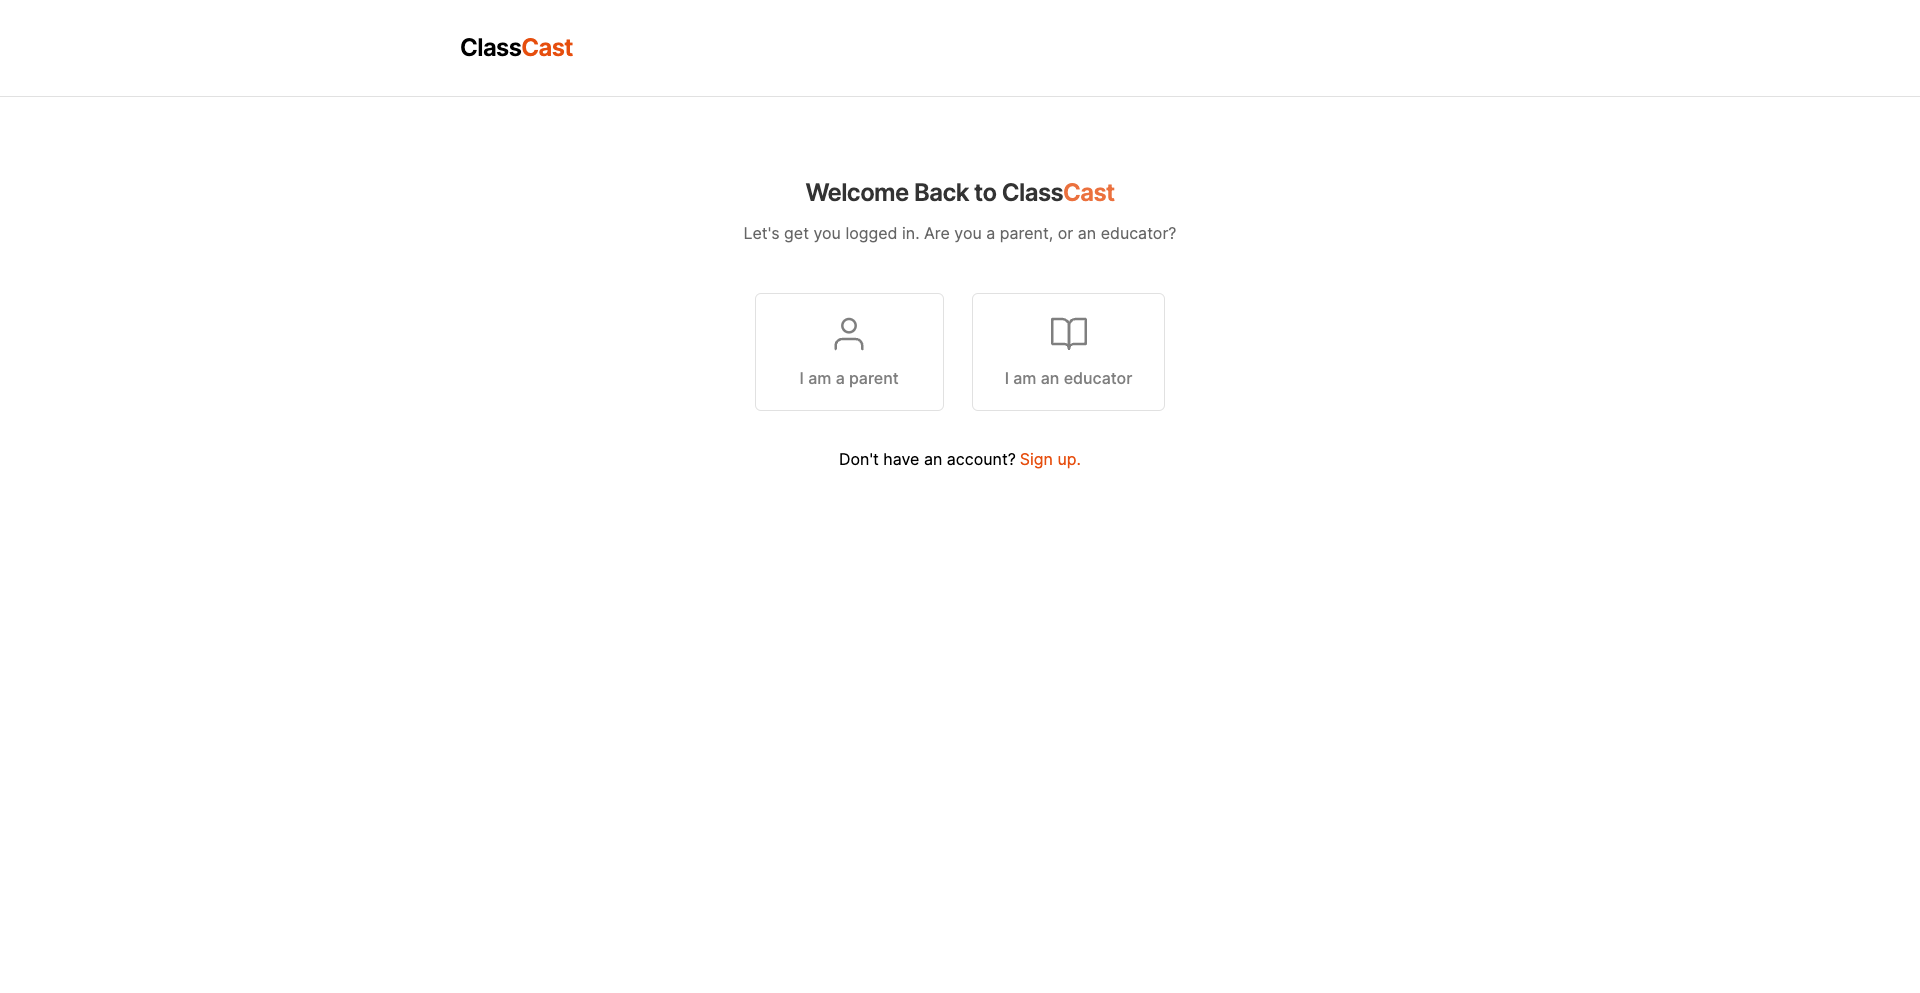 ClassCast
Welcome Back to ClassCast
Let's get you logged in. Are you a parent, or an educator?
I am a parent
I am an educator
Don't have an account? Sign up.